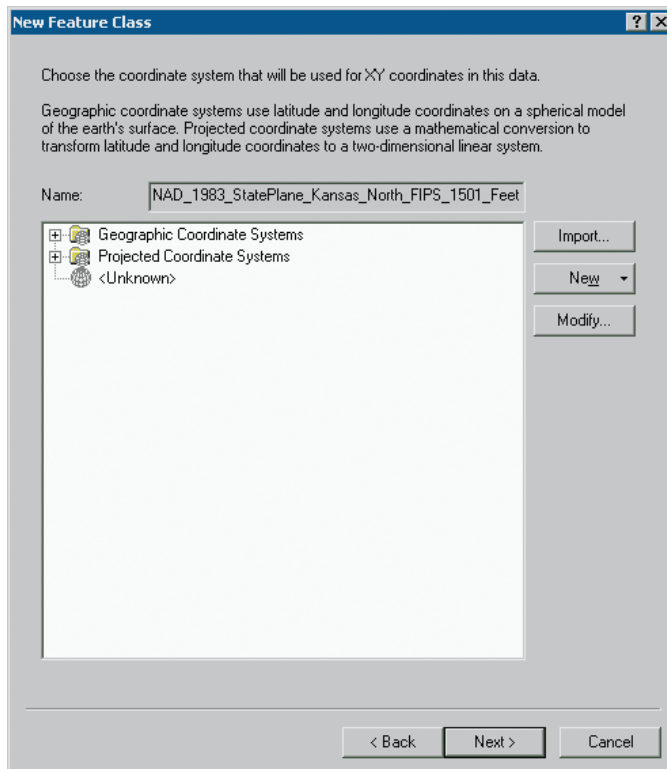 New Feature Class
Choose the coordinate system that will be used for XY coordinates in this data.
Geographic coordinate systems use latitude and longitude coordinates on a spherical model
of the earth's surface. Projected coordinate systems use a mathematical conversion to
transform latitude and longitude coordinates to a two-dimensional linear system.
Name: NAD_1983_StatePlane_Kansas_North_FIPS_1501_Feet
Geographic Coordinate Systems
Projected Coordinate Systems
<Unknown>
Import...
New
Modify...
< Back
Next >
Cancel